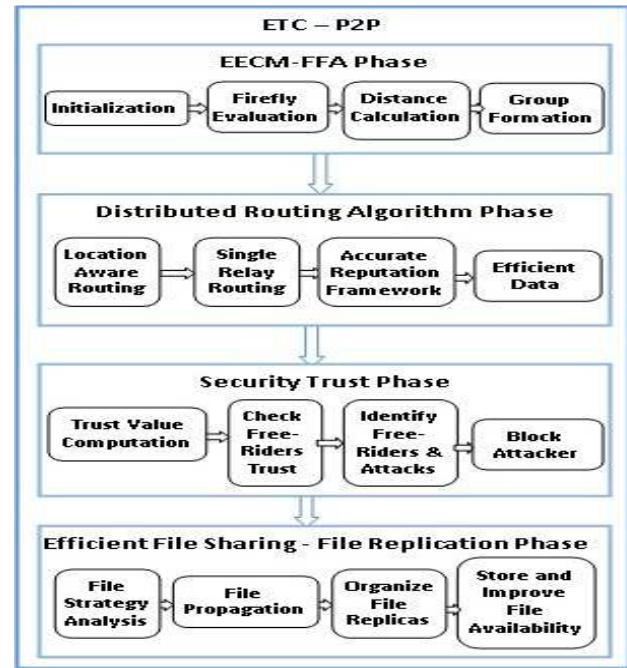 ETC – P2P
EECM-FFA Phase
Initialization
Firefly
Evaluation
Distance
Calculation
Group
Formation
Distributed Routing Algorithm Phase
Location
Aware
Routing
Single
Relay
Routing
Accurate
Reputation
Framework
Efficient
Data
Security Trust Phase
Trust Value
Computation
Check
Free-
Riders
Trust
Identify
Free-
Riders &
Attacks
Block
Attacker
Efficient File Sharing - File Replication Phase
File
Strategy
Analysis
File
Propagation
Organize
File
Replicas
Store and
Improve
File
Availability